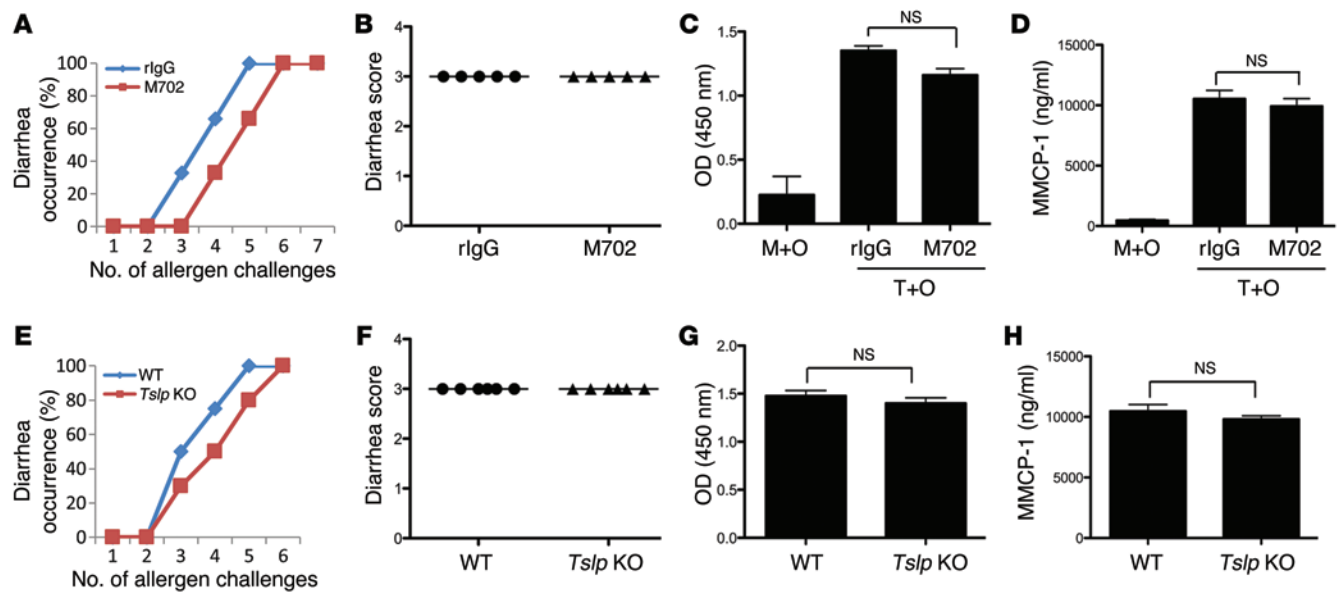 A
Diarrhea
occurrence (%)
100
80
60
40
20
0
rIgG
M702
1 2 3 4 5 6 7
No. of allergen challenges
B
Diarrhea score
4
3
2
1
0
rIgG M702
C
OD (450 nm)
1.5
1.0
0.5
0.0
NS
M+O rIgG M702
T+O
D
MMCP-1 (ng/ml)
15000
10000
5000
0
NS
M+O rIgG M702
T+O
E
Diarrhea
occurrence (%)
100
80
60
40
20
0
WT
Tslp KO
1 2 3 4 5 6
No. of allergen challenges
F
Diarrhea score
4
3
2
1
0
WT Tslp KO
G
OD (450 nm)
2.0
1.5
1.0
0.5
0.0
NS
WT Tslp KO
H
MMCP-1 (ng/ml)
15000
10000
5000
0
NS
WT Tslp KO